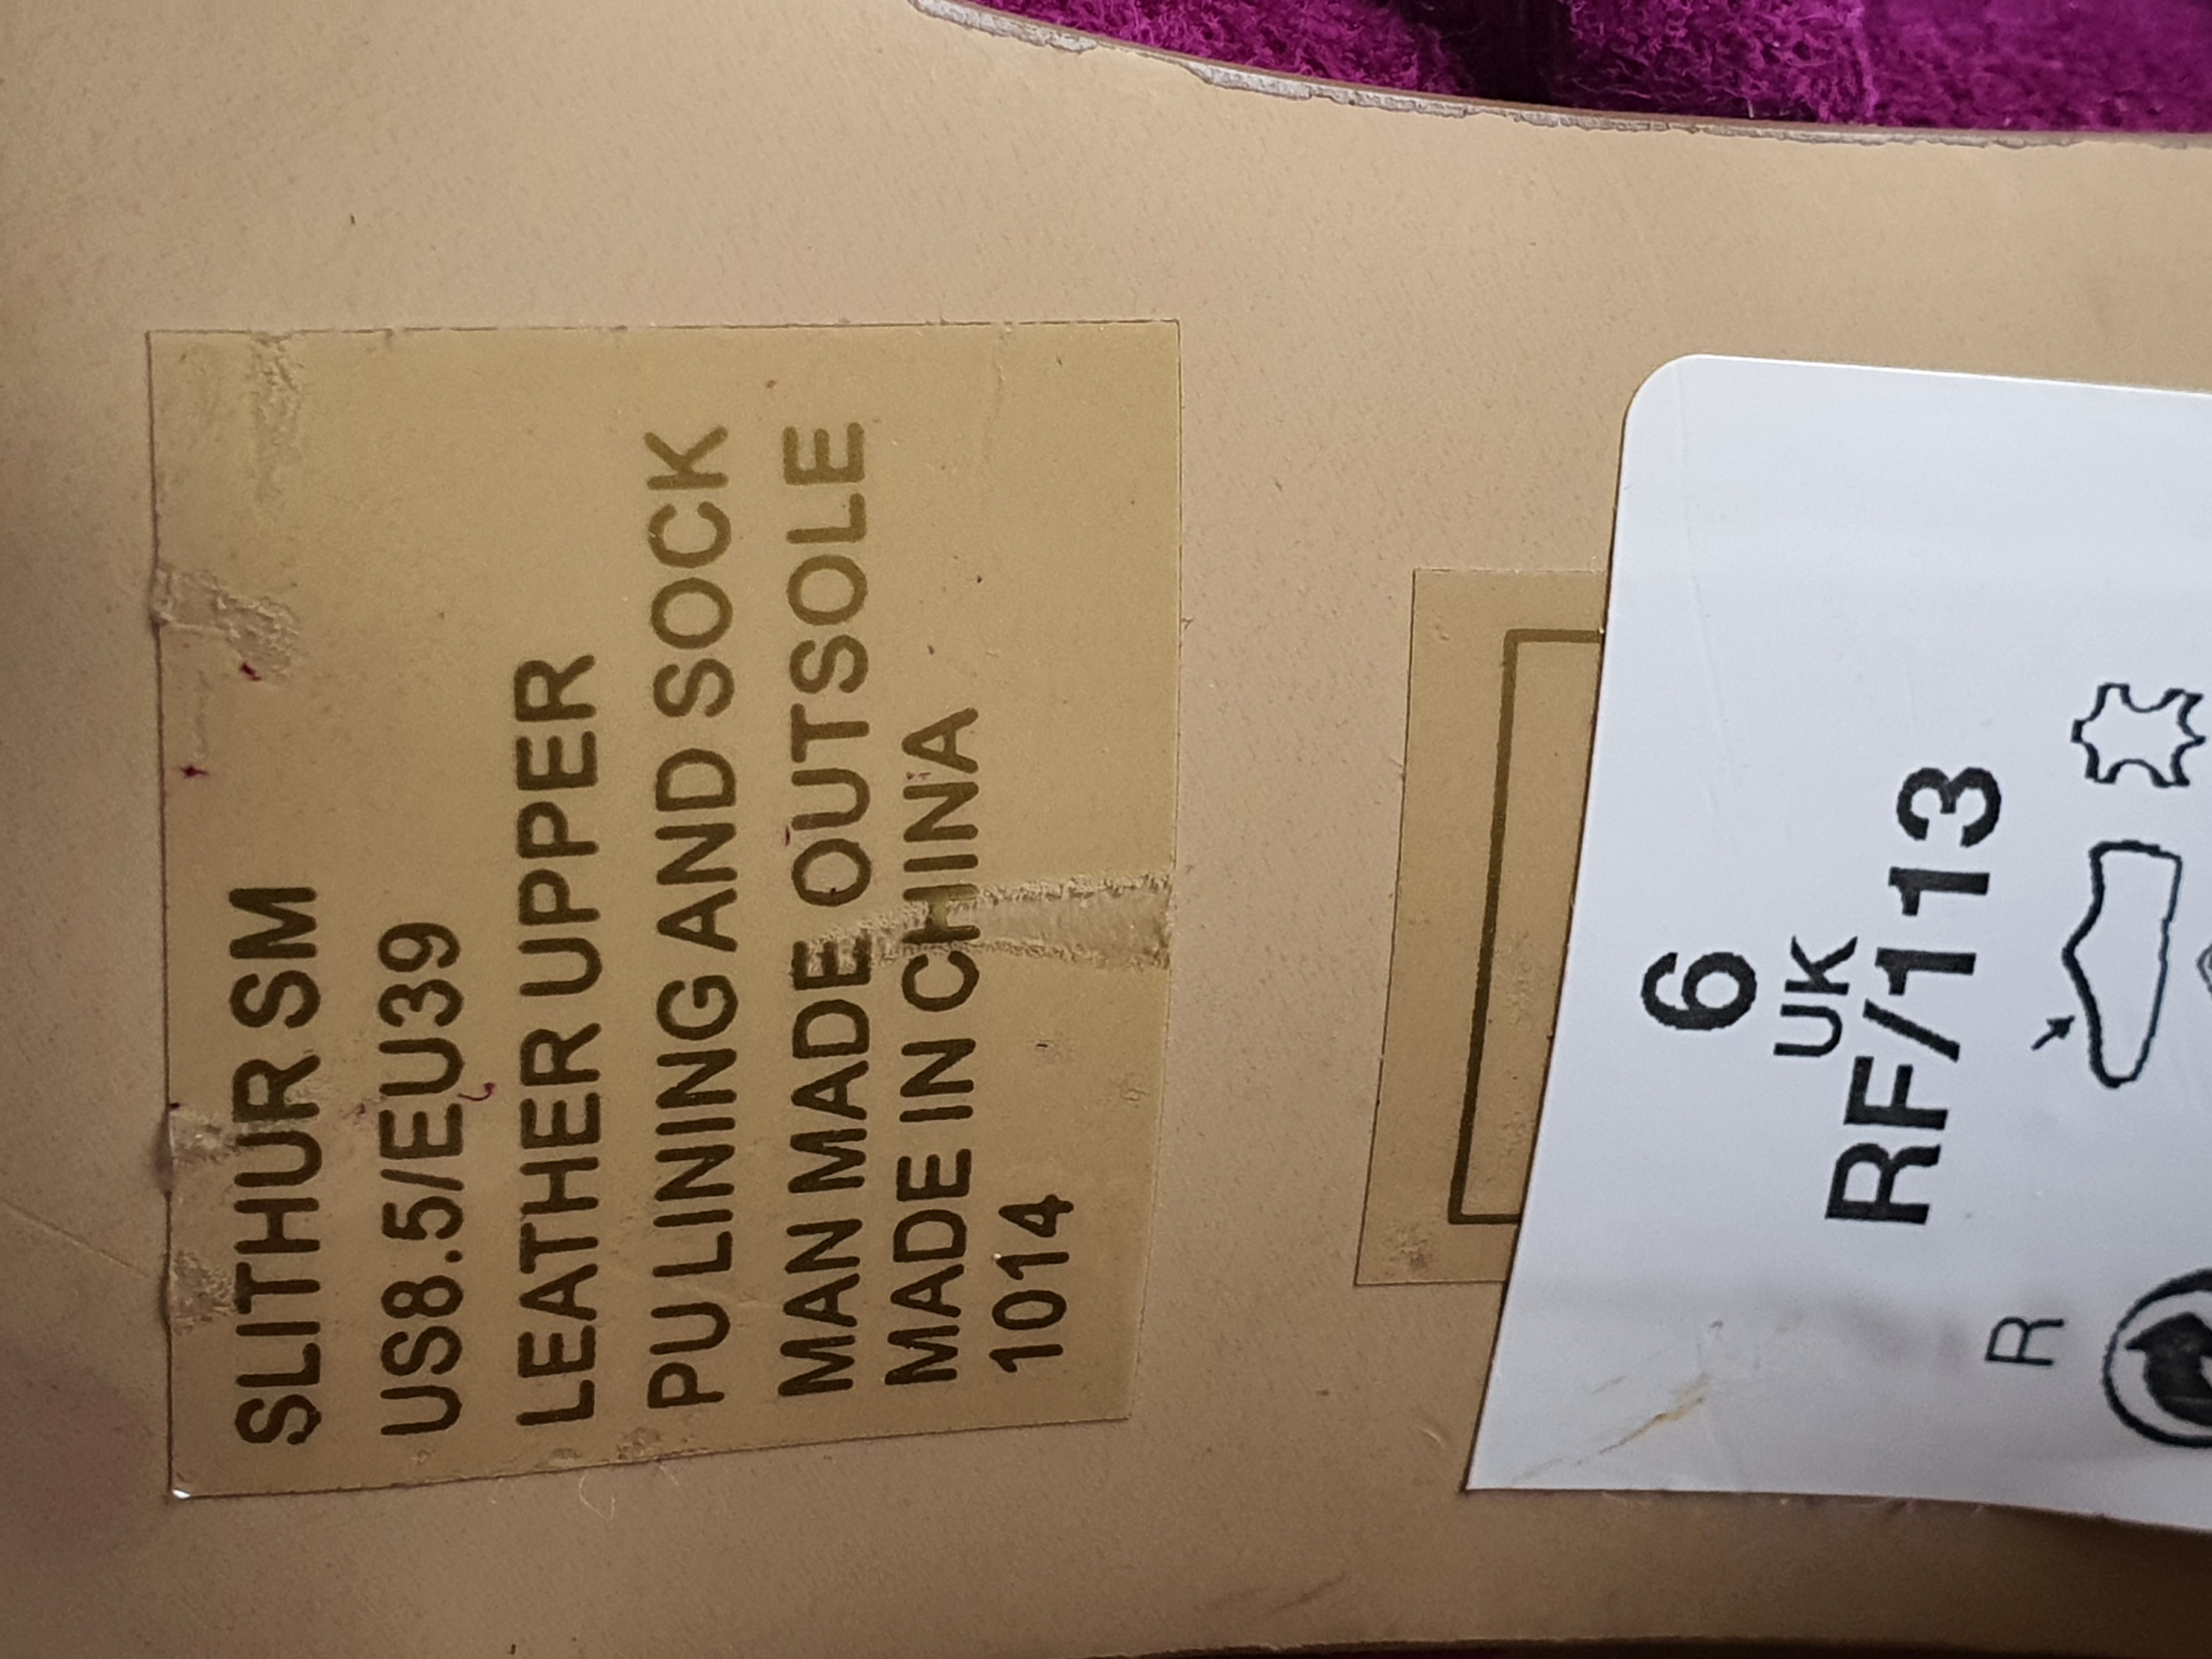 SLITHUR SM
US8.5/EU39
LEATHER UPPER
PU LINING AND SOCK
MAN MADE OUTSOLE
MADE IN CHINA
1014
6
UK
RF/113
R